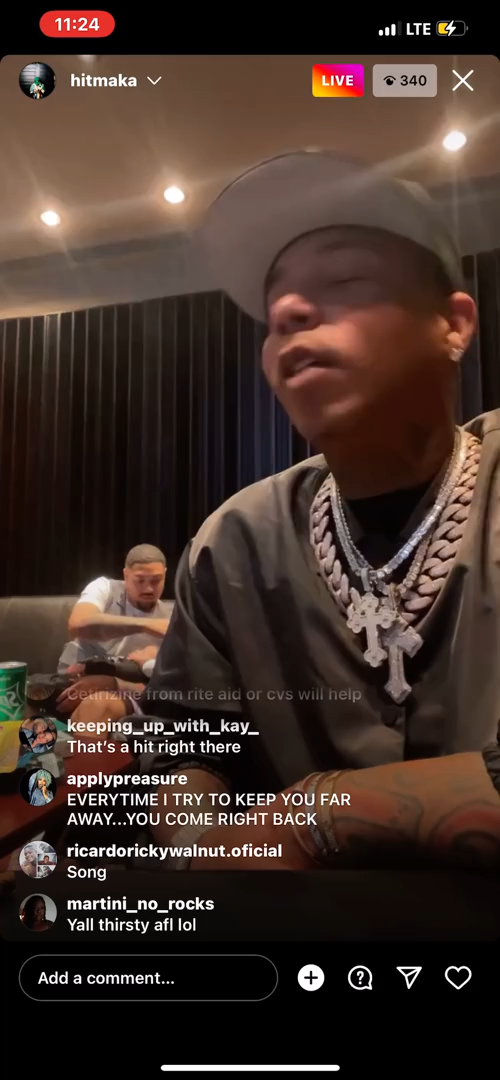 11:24
LTE
hitmaka
LIVE
340
Cetirizine from rite aid or cvs will help
keeping_up_with_kay_
That's a hit right there
applypreasure
EVERYTIME I TRY TO KEEP YOU FAR
AWAY...YOU COME RIGHT BACK
ricardorickywalnut.oficial
Song
martini_no_rocks
Yall thirsty afl lol
Add a comment...